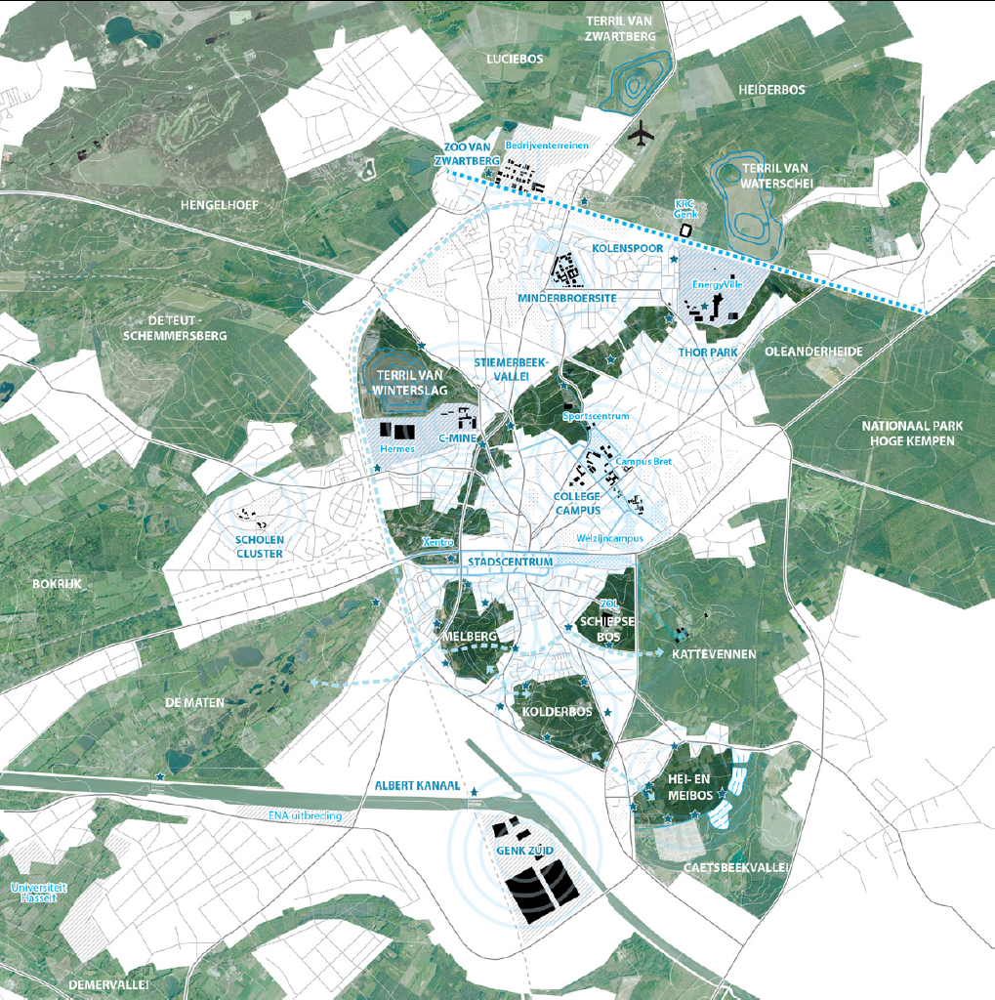 TERRIL VAN
ZWARTBERG
LUCIEBOS
HEIDERBOS
ZOO VAN
ZWARTBERG
Bedrijventerreinen
TERRIL VAN
WATERSCHEI
HENGELHOEF
KRC
Genk
KOLENSPOOR
EnergyVille
MINDERBROERSITE
DE TEUT -
SCHEMMERSBERG
THOR PARK
OLEANDERHEIDE
STIEMERBEEK-
VALLEI
TERRIL VAN
WINTERSLAG
Sportscentrum
NATIONAAL PARK
HOGE KEMPEN
C-MINE
Hermes
Campus Bret
COLLEGE
CAMPUS
SCHOLEN
CLUSTER
Xentro
Welzijncampus
STADSCENTRUM
BOKRIJK
ZOL
SCHIEPSE
BOS
MELBERG
KATTEVENNEN
DE MATEN
KOLDERBOS
HEI- EN
MEIBOS
ALBERT KANAAL
ENA-uitbreding
GENK ZUID
CAETSBEEKVALLEI
Universiteit
Hasselt
DEMERVALLEI